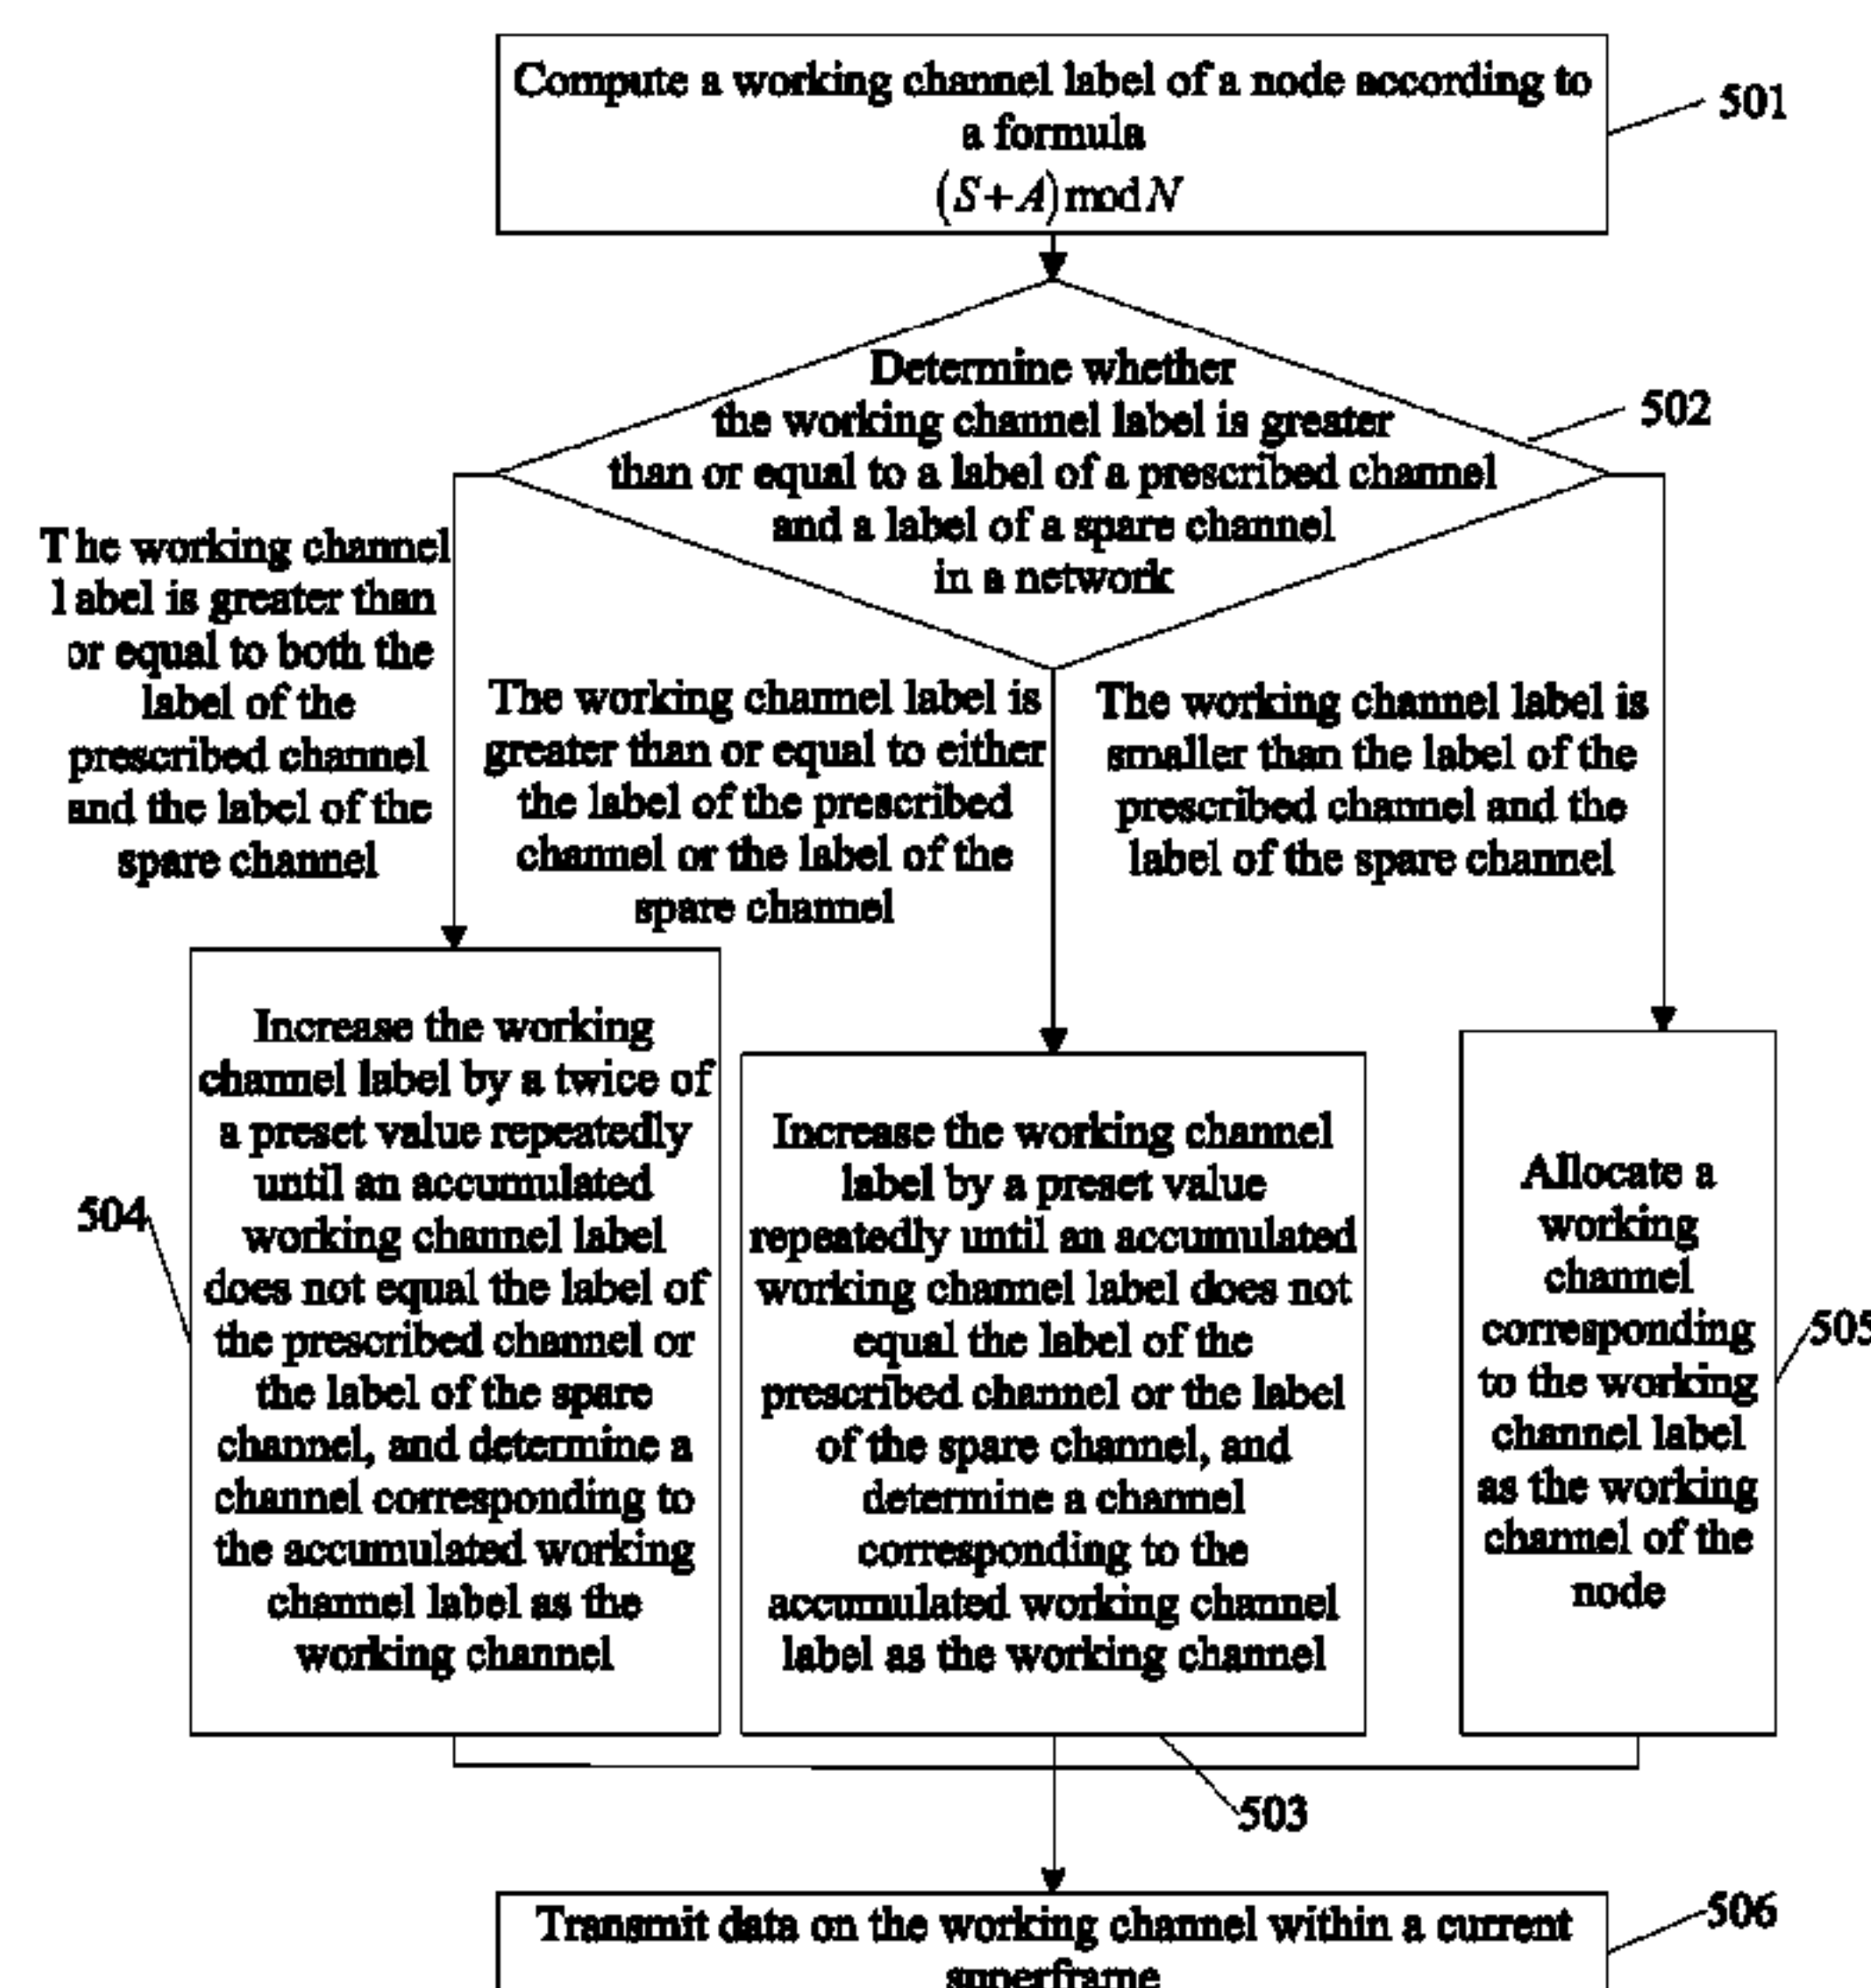 Compute a working channel label of a node according to
a formula
(S+A)mod N
501
Determine whether
the working channel label is greater
than or equal to a label of a prescribed channel
and a label of a spare channel
in a network
502
The working channel
label is greater than
or equal to both the
label of the
prescribed channel
and the label of the
spare channel
The working channel label is
greater than or equal to either
the label of the prescribed
channel or the label of the
spare channel
The working channel label is
smaller than the label of the
prescribed channel and the
label of the spare channel
Increase the working
channel label by a twice of
a preset value repeatedly
until an accumulated
working channel label
does not equal the label of
the prescribed channel or
the label of the spare
channel, and determine a
channel corresponding to
the accumulated working
channel label as the
working channel
504
Increase the working channel
label by a preset value
repeatedly until an accumulated
working channel label does not
equal the label of the
prescribed channel or the label
of the spare channel, and
determine a channel
corresponding to the
accumulated working channel
label as the working channel
503
Allocate a
working
channel
corresponding
to the working
channel label
as the working
channel of the
node
505
Transmit data on the working channel within a current
superframe
506